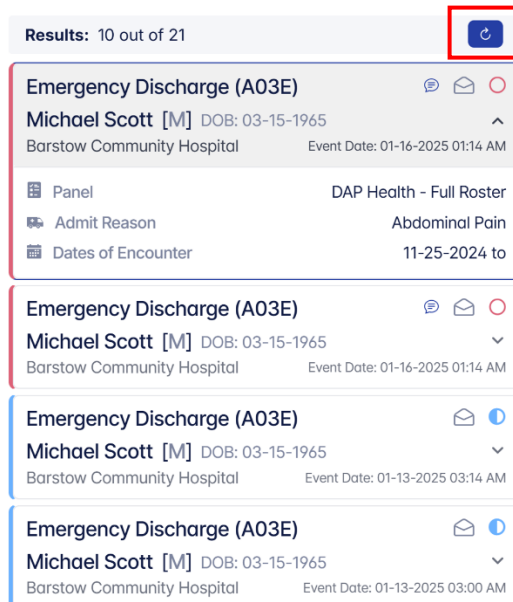 Results: 10 out of 21
Emergency Discharge (A03E)
Michael Scott [M] DOB: 03-15-1965
Barstow Community Hospital Event Date: 01-16-2025 01:14 AM
Panel DAP Health - Full Roster
Admit Reason Abdominal Pain
Dates of Encounter 11-25-2024 to
Emergency Discharge (A03E)
Michael Scott [M] DOB: 03-15-1965
Barstow Community Hospital Event Date: 01-16-2025 01:14 AM
Emergency Discharge (A03E)
Michael Scott [M] DOB: 03-15-1965
Barstow Community Hospital Event Date: 01-13-2025 03:14 AM
Emergency Discharge (A03E)
Michael Scott [M] DOB: 03-15-1965
Barstow Community Hospital Event Date: 01-13-2025 03:00 AM